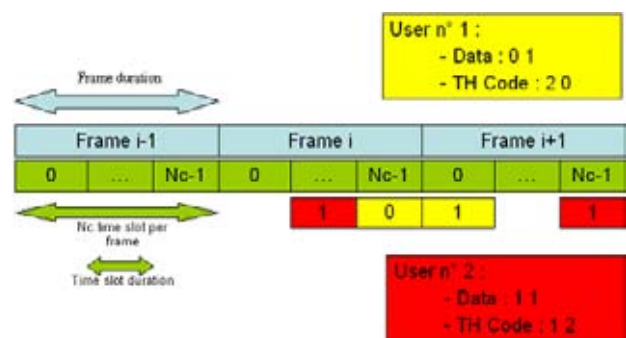 User n° 1 :
- Data : 0 1
- TH Code : 2 0
Frame duration
Frame i-1 Frame i Frame i+1
0 ... Nc-1 0 ... Nc-1 0 ... Nc-1
1 0 1 1
Nc time slot per
frame
Time slot duration
User n° 2 :
- Data : 1 1
- TH Code : 1 2